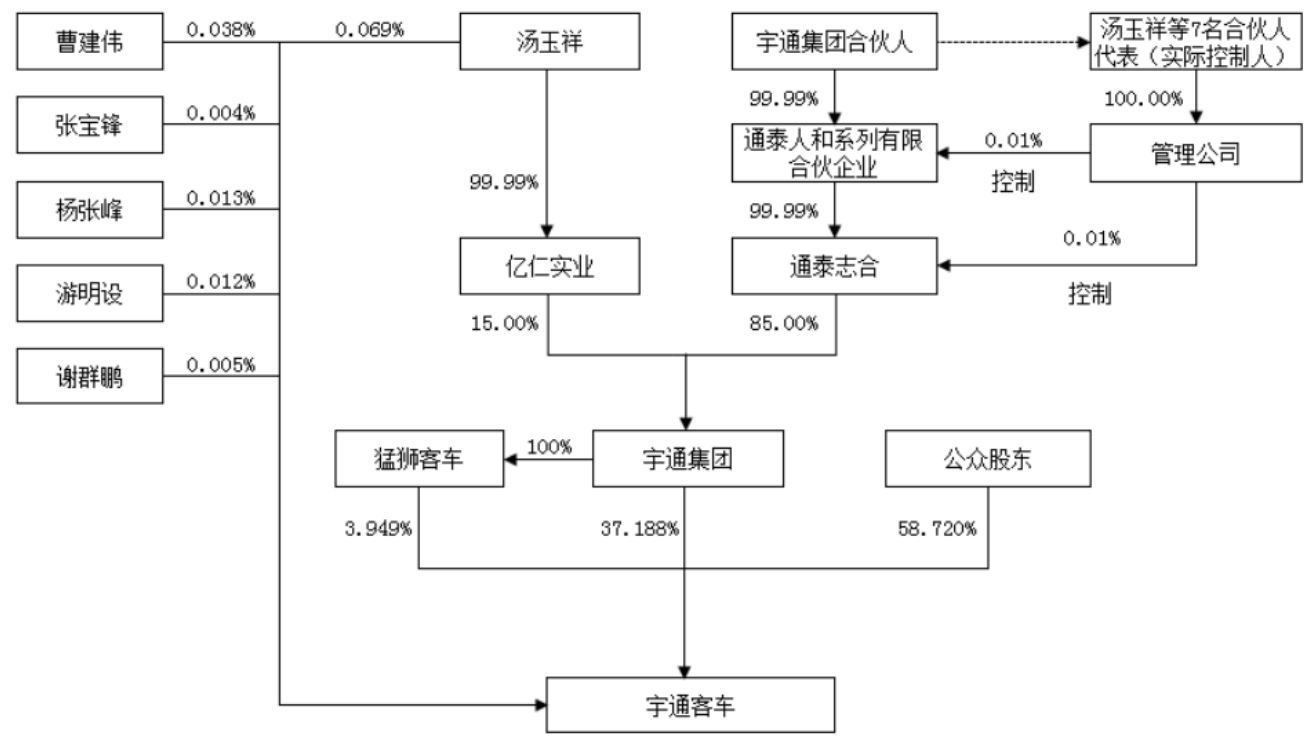 曹建伟
0.038%
0.069%
汤玉祥
宇通集团合伙人
汤玉祥等7名合伙人
代表（实际控制人）
99.99%
100.00%
张宝锋
0.004%
通泰人和系列有限
合伙企业
0.01%
控制
管理公司
杨张峰
0.013%
99.99%
99.99%
0.01%
控制
亿仁实业
通泰志合
游明设
0.012%
15.00%
85.00%
谢群鹏
0.005%
猛狮客车
100%
宇通集团
公众股东
3.949%
37.188%
58.720%
宇通客车